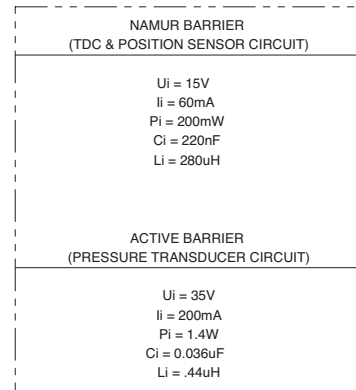 NAMUR BARRIER
(TDC & POSITION SENSOR CIRCUIT)
Ui = 15V
Ii = 60mA
Pi = 200mW
Ci = 220nF
Li = 280uH
ACTIVE BARRIER
(PRESSURE TRANSDUCER CIRCUIT)
Ui = 35V
Ii = 200mA
Pi = 1.4W
Ci = 0.036uF
Li = .44uH